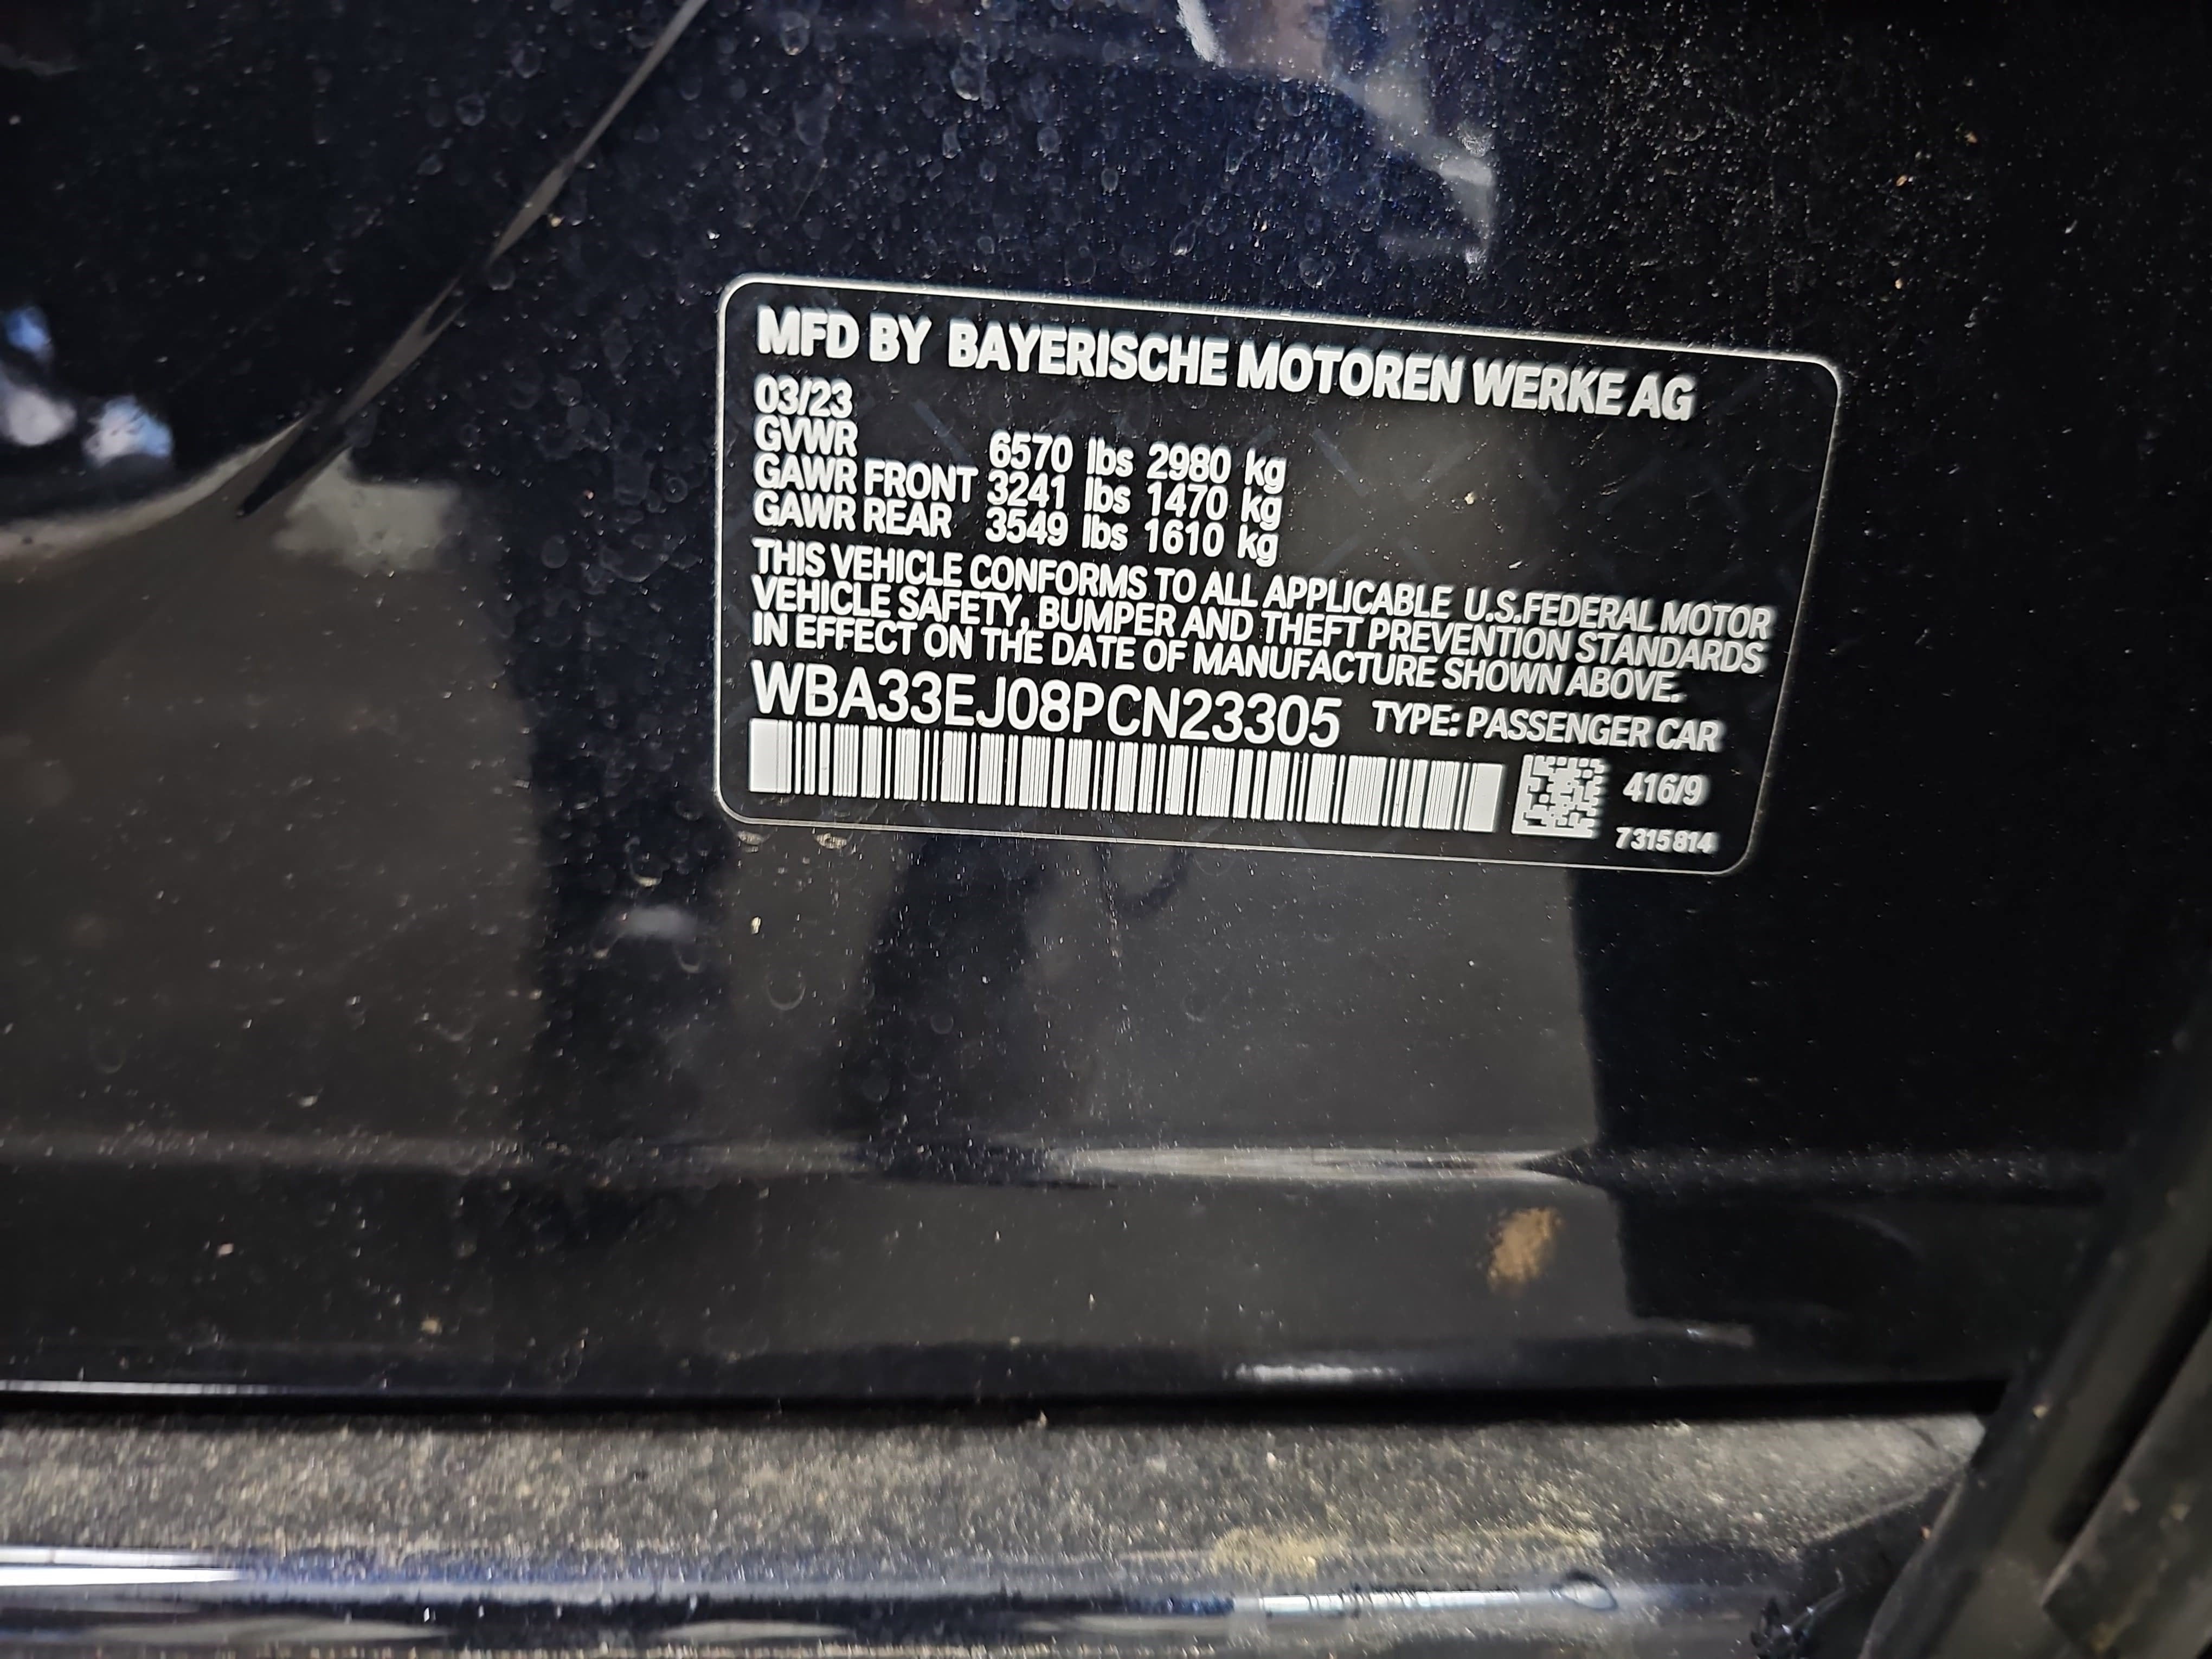 MFD BY BAYERISCHE MOTOREN WERKE AG
03/23
GVWR 6570 lbs 2980 kg
GAWR FRONT 3241 lbs 1470 kg
GAWR REAR 3549 lbs 1610 kg
THIS VEHICLE CONFORMS TO ALL APPLICABLE U.S.FEDERAL MOTOR
VEHICLE SAFETY, BUMPER AND THEFT PREVENTION STANDARDS
IN EFFECT ON THE DATE OF MANUFACTURE SHOWN ABOVE.
WBA33EJ08PCN23305 TYPE: PASSENGER CAR
416/9
7315814